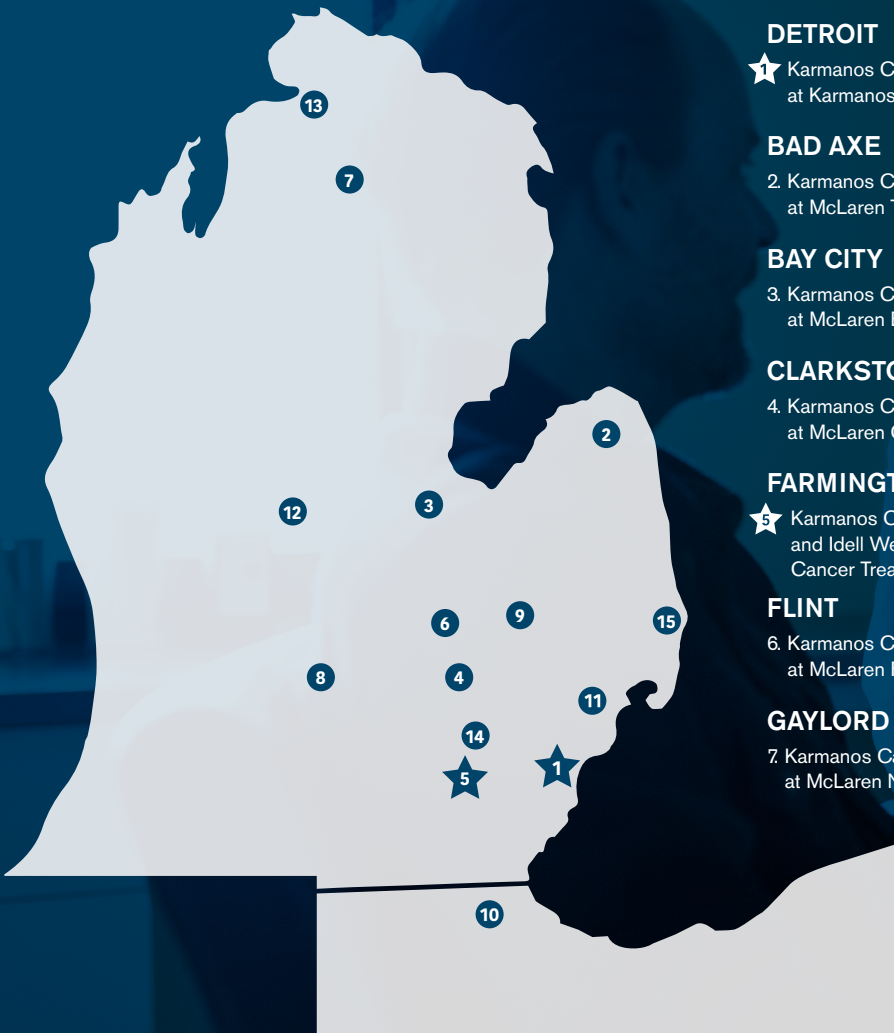 13
7
2
3
12
6
9
15
8
4
11
14
5
1
10
DETROIT
1 Karmanos C
at Karmanos
BAD AXE
2. Karmanos C
at McLaren
BAY CITY
3. Karmanos C
at McLaren
CLARKSTO
4. Karmanos C
at McLaren
FARMINGT
5 Karmanos C
and Idell We
Cancer Trea
FLINT
6. Karmanos C
at McLaren
GAYLORD
7. Karmanos Ca
at McLaren N